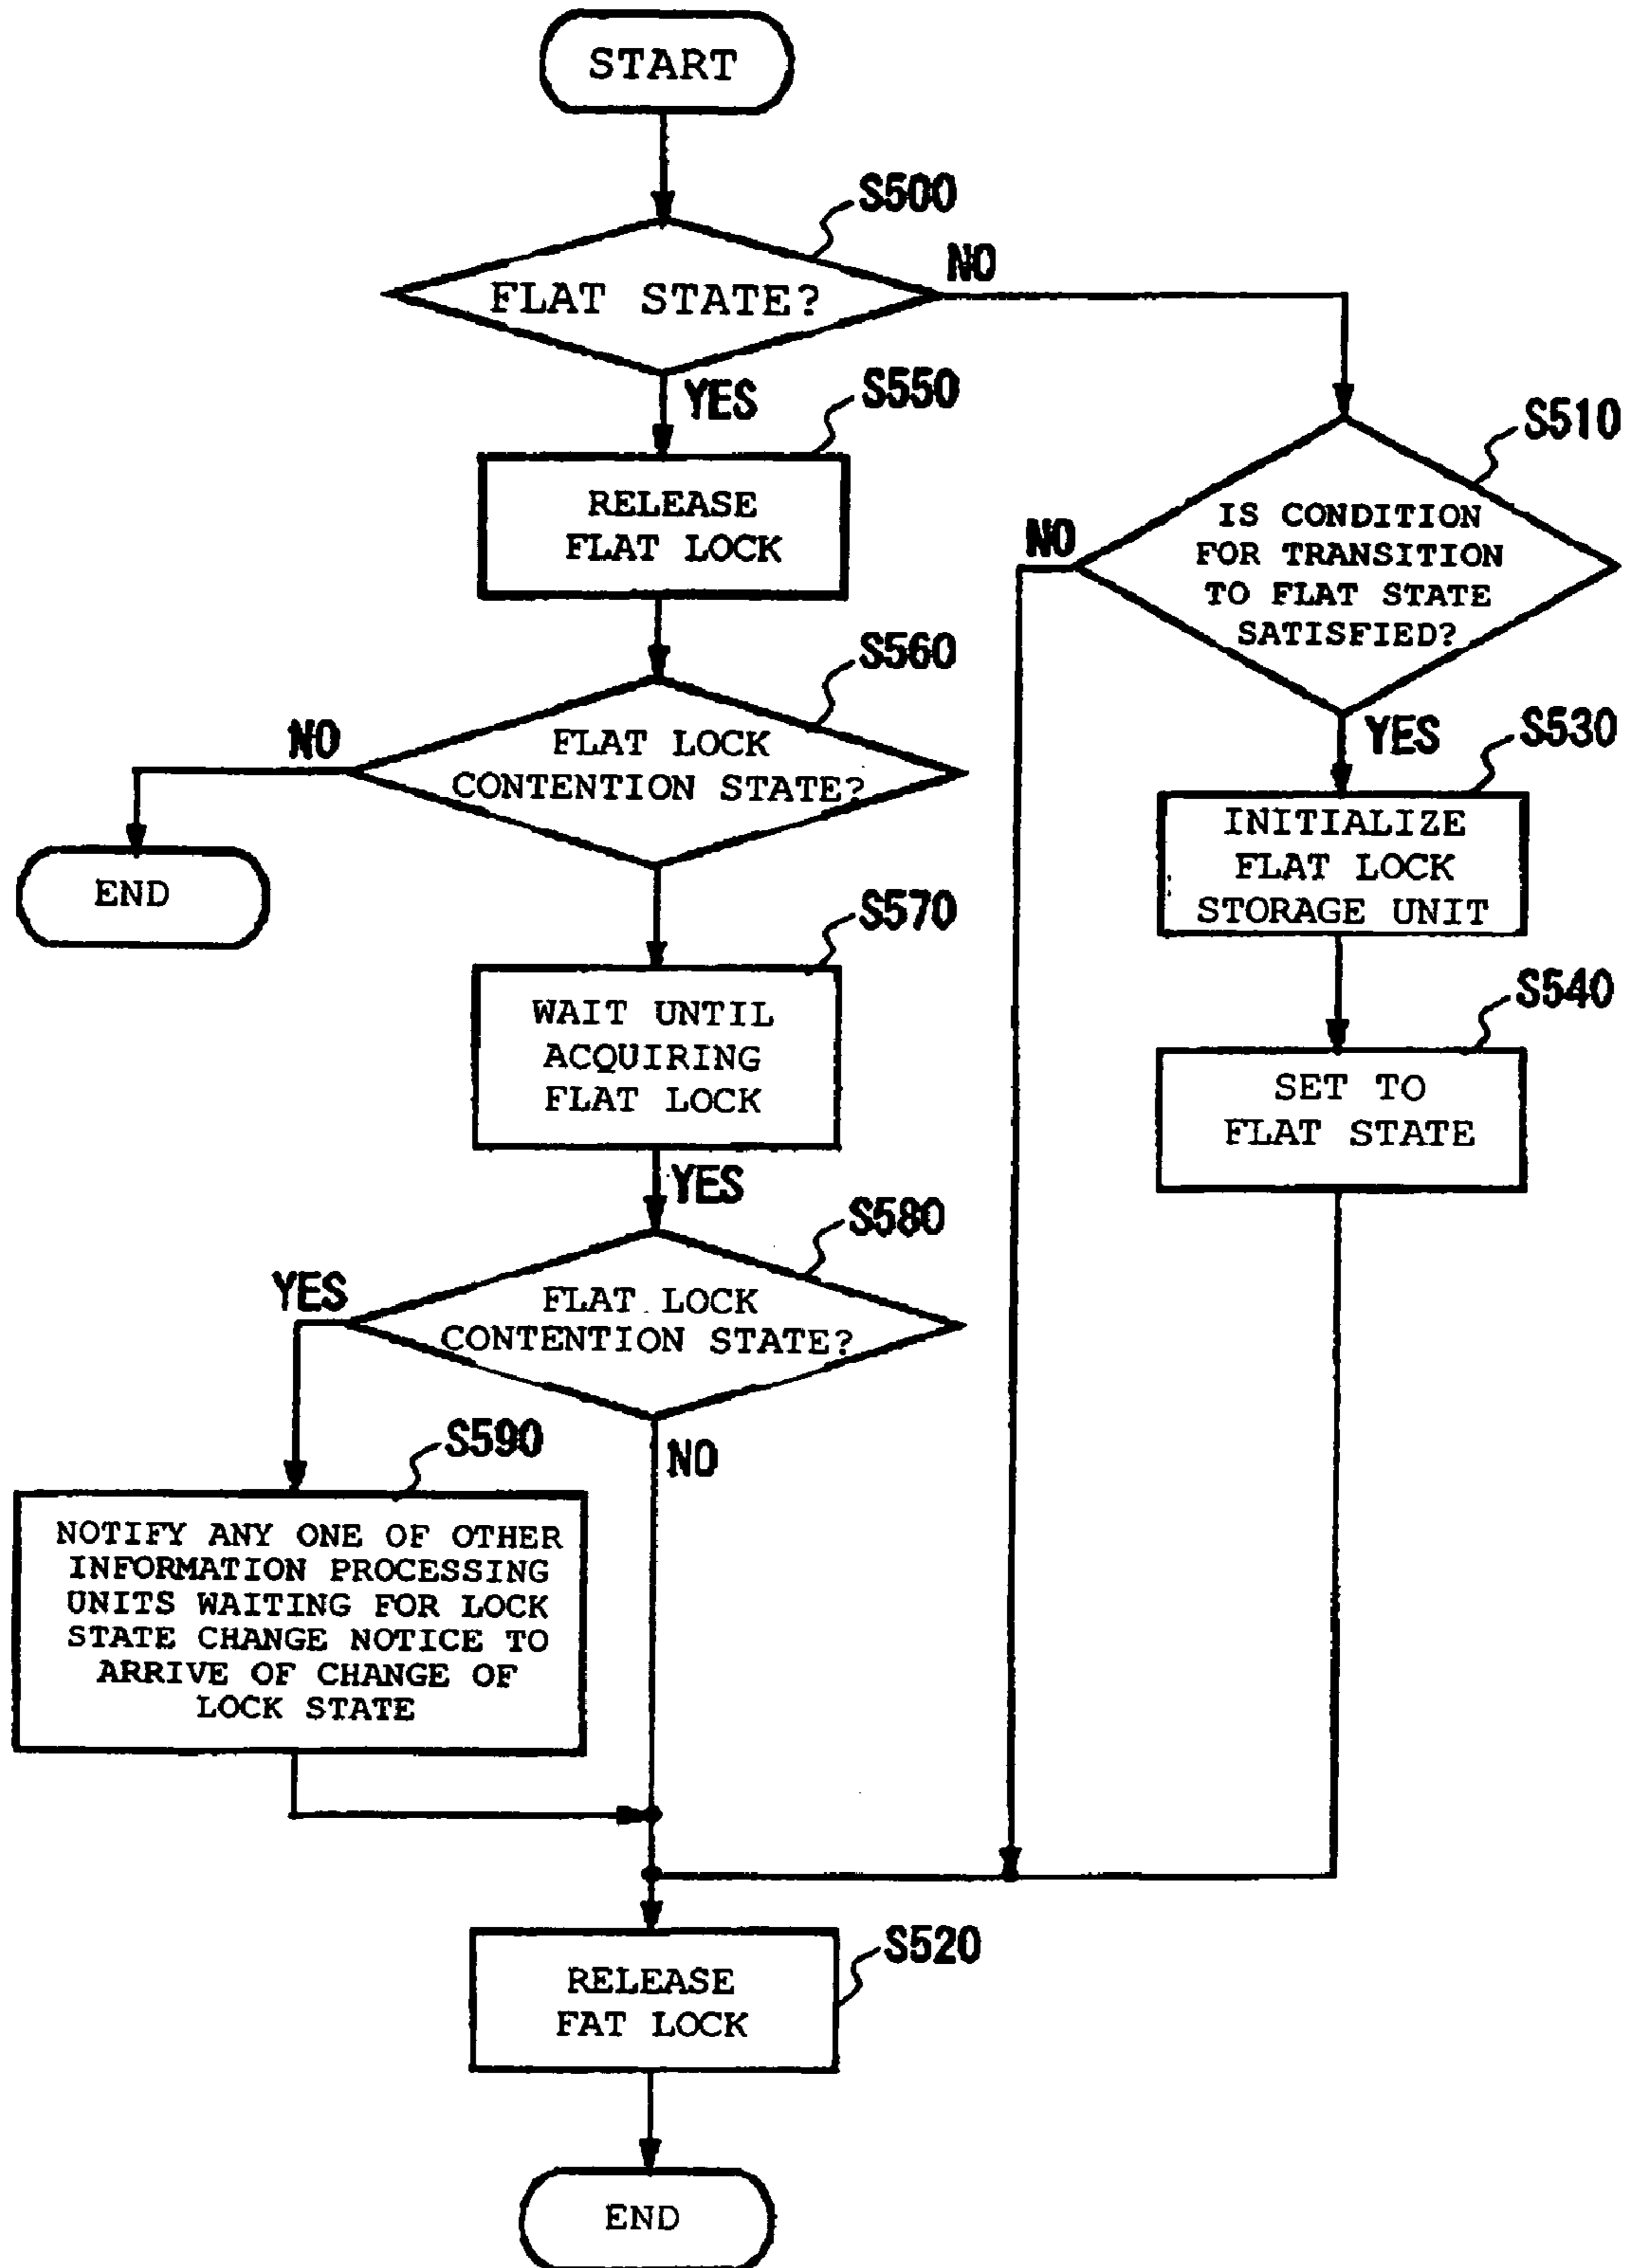 START
S500
FLAT STATE?
NO
YES
S550
RELEASE
FLAT LOCK
S510
IS CONDITION
FOR TRANSITION
TO FLAT STATE
SATISFIED?
NO
YES
S560
FLAT LOCK
CONTENTION STATE?
NO
END
S530
INITIALIZE
FLAT LOCK
STORAGE UNIT
S570
WAIT UNTIL
ACQUIRING
FLAT LOCK
YES
S540
SET TO
FLAT STATE
S580
FLAT LOCK
CONTENTION STATE?
YES
NO
S590
NOTIFY ANY ONE OF OTHER
INFORMATION PROCESSING
UNITS WAITING FOR LOCK
STATE CHANGE NOTICE TO
ARRIVE OF CHANGE OF
LOCK STATE
S520
RELEASE
FAT LOCK
END